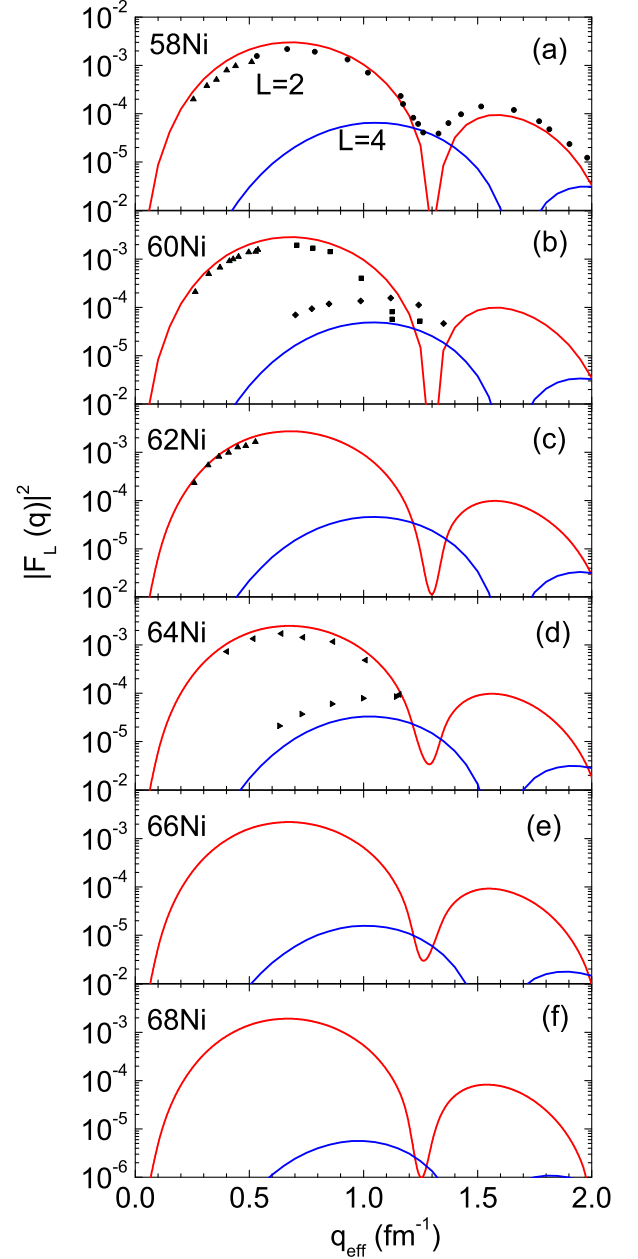 10⁻²
58Ni
(a)
10⁻³
L=2
10⁻⁴
L=4
10⁻⁵
10⁻²
60Ni
(b)
10⁻³
10⁻⁴
10⁻⁵
10⁻²
62Ni
(c)
10⁻³
10⁻⁴
10⁻⁵
10⁻²
|F_L (q)|²
64Ni
(d)
10⁻³
10⁻⁴
10⁻⁵
10⁻²
66Ni
(e)
10⁻³
10⁻⁴
10⁻⁵
10⁻²
68Ni
(f)
10⁻³
10⁻⁴
10⁻⁵
10⁻⁶
0.0 0.5 1.0 1.5 2.0
q_eff (fm⁻¹)